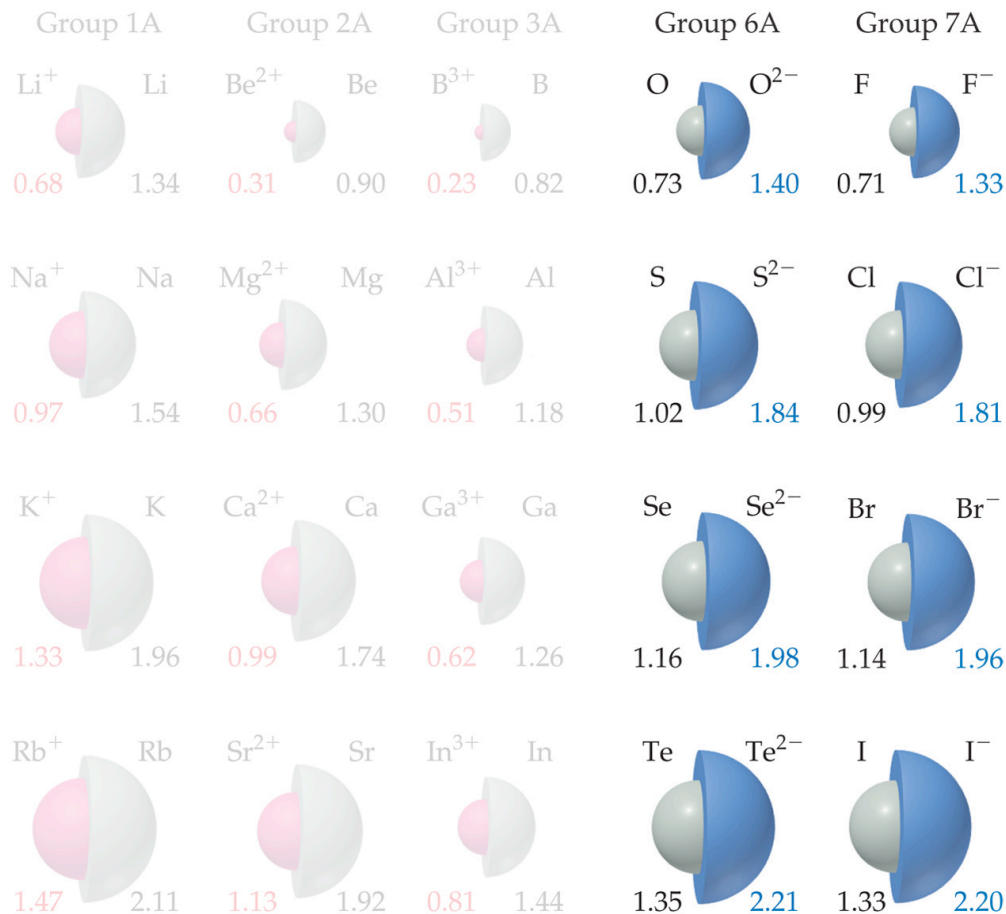 Group 1A Group 2A Group 3A Group 6A Group 7A
Li⁺ Li Be²⁺ Be B³⁺ B O O²⁻ F F⁻
0.68 1.34 0.31 0.90 0.23 0.82 0.73 1.40 0.71 1.33
Na⁺ Na Mg²⁺ Mg Al³⁺ Al S S²⁻ Cl Cl⁻
0.97 1.54 0.66 1.30 0.51 1.18 1.02 1.84 0.99 1.81
K⁺ K Ca²⁺ Ca Ga³⁺ Ga Se Se²⁻ Br Br⁻
1.33 1.96 0.99 1.74 0.62 1.26 1.16 1.98 1.14 1.96
Rb⁺ Rb Sr²⁺ Sr In³⁺ In Te Te²⁻ I I⁻
1.47 2.11 1.13 1.92 0.81 1.44 1.35 2.21 1.33 2.20